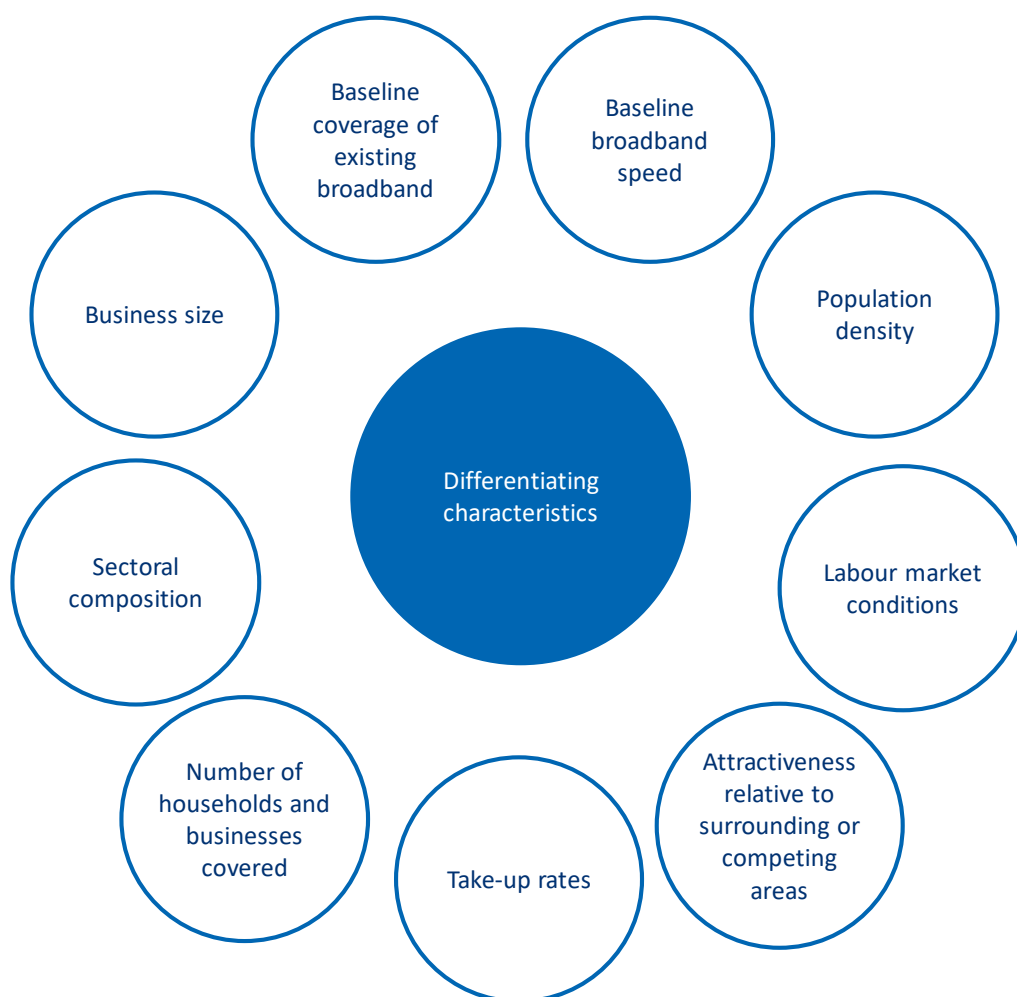 Baseline
coverage of
existing
broadband
Baseline
broadband
speed
Population
density
Labour market
conditions
Attractiveness
relative to
surrounding or
competing
areas
Take-up rates
Number of
households and
businesses
covered
Sectoral
composition
Business size
Differentiating
characteristics